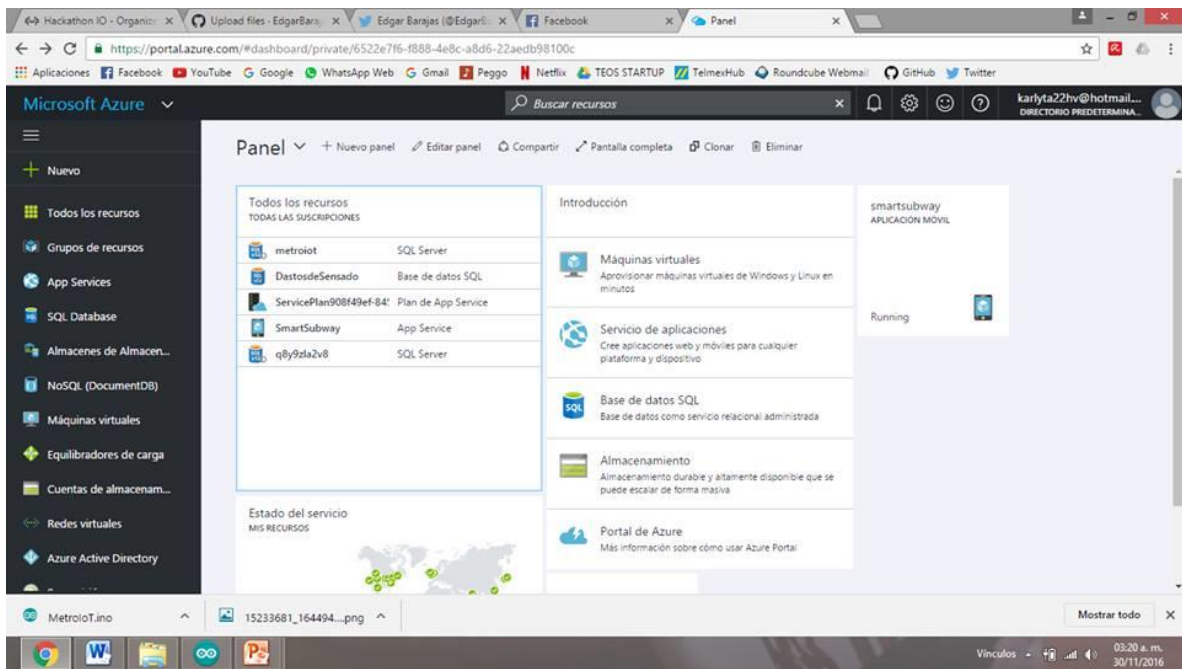 Hackathon IO - Organize
Upload files - EdgarBaraj
Edgar Barajas (@EdgarB
Facebook
Panel
https://portal.azure.com/#dashboard/private/6522e7f6-f888-4e8c-a8d6-22aedb98100c
Aplicaciones Facebook YouTube Google WhatsApp Web Gmail Peggo Netflix TEOS STARTUP TelmexHub Roundcube Webmail GitHub Twitter
Microsoft Azure
Buscar recursos
karlyta22hv@hotmail....
DIRECTORIO PREDETERMINA...
Nuevo
Todos los recursos
Grupos de recursos
App Services
SQL Database
Almacenes de Almacen...
NoSQL (DocumentDB)
Máquinas virtuales
Equilibradores de carga
Cuentas de almacenam...
Redes virtuales
Azure Active Directory
Panel
Nuevo panel Editar panel Compartir Pantalla completa Clonar Eliminar
Todos los recursos
TODAS LAS SUSCRIPCIONES
metroiot SQL Server
DastosdeSensado Base de datos SQL
ServicePlan908f49ef-84! Plan de App Service
SmartSubway App Service
q8y9zla2v8 SQL Server
Estado del servicio
MIS RECURSOS
Introducción
Máquinas virtuales
Aprovisionar máquinas virtuales de Windows y Linux en
minutos
Servicio de aplicaciones
Cree aplicaciones web y móviles para cualquier
plataforma y dispositivo
SQL
Base de datos SQL
Base de datos como servicio relacional administrada
Almacenamiento
Almacenamiento durable y altamente disponible que se
puede escalar de forma masiva
Portal de Azure
Más información sobre cómo usar Azure Portal
smartsubway
APLICACIÓN MÓVIL
Running
MetroIoT.ino
15233681_164494....png
Mostrar todo
Vínculos
03:20 a. m.
30/11/2016